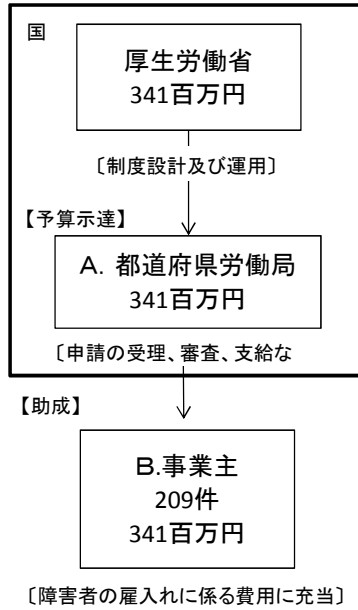 国
厚生労働省
341百万円
〔制度設計及び運用〕
【予算示達】
A. 都道府県労働局
341百万円
〔申請の受理、審査、支給な
【助成】
B.事業主
209件
341百万円
〔障害者の雇入れに係る費用に充当〕